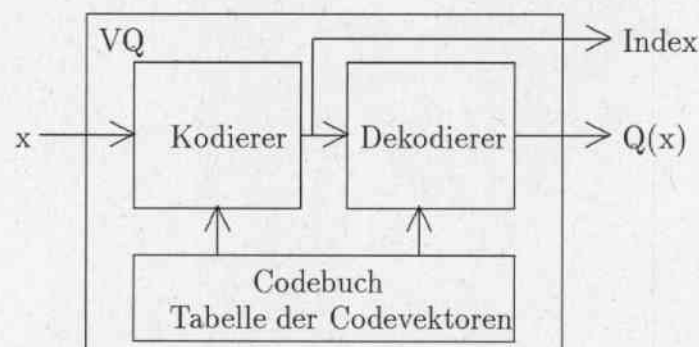 VQ
Index
x
Kodierer
Dekodierer
Q(x)
Codebuch
Tabelle der Codevektoren